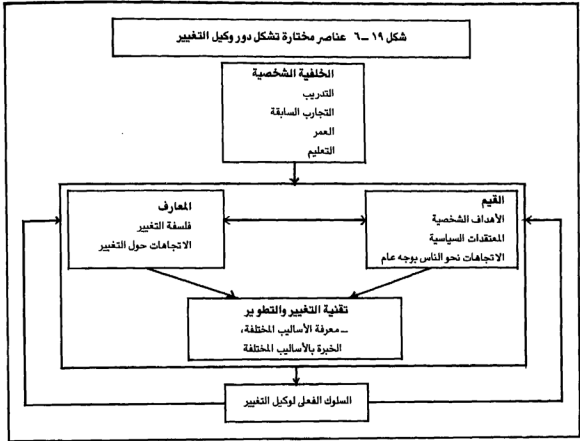 شكل ١٩ – ٦ عناصر مختارة تشكل دور وكيل التغيير
الخلفية الشخصية
التدريب
التجارب السابقة
العمر
التعليم
القيم
الأهداف الشخصية
المعتقدات السياسية
الاتجاهات نحو الناس بوجه عام
المعارف
فلسفة التغيير
الاتجاهات حول التغيير
تقنية التغيير والتطوير
– معرفة الأساليب المختلفة،
الخبرة بالأساليب المختلفة
السلوك الفعلى لوكيل التغيير